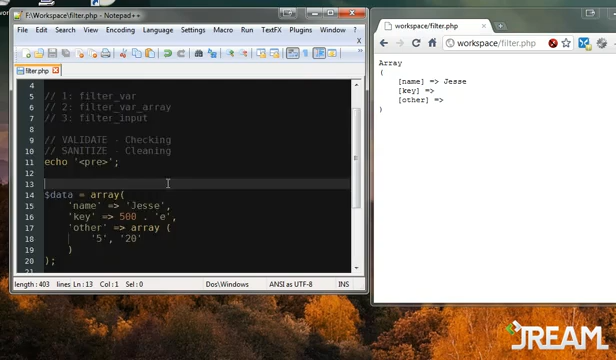 F:\Workspace\filter.php - Notepad++
File Edit Search View Encoding Language Settings Macro Run TextFX Plugins Window ?
X
filter.php
4
5 // 1: filter_var
6 // 2: filter_var_array
7 // 3: filter_input
8
9 // VALIDATE - Checking
10 // SANITIZE - Cleaning
11 echo '<pre>';
12
13
14 $data = array(
15 'name' => 'Jesse',
16 'key' => 500 . 'e',
17 'other' => array (
18 '5', '20'
19 )
20 );
21
length : 403 lines Ln : 13 Col : 1 Dos\Windows ANSI as UTF-8 INS
workspace/filter.php
workspace/filter.php
Array
(
[name] => Jesse
[key] =>
[other] =>
)
JREAM